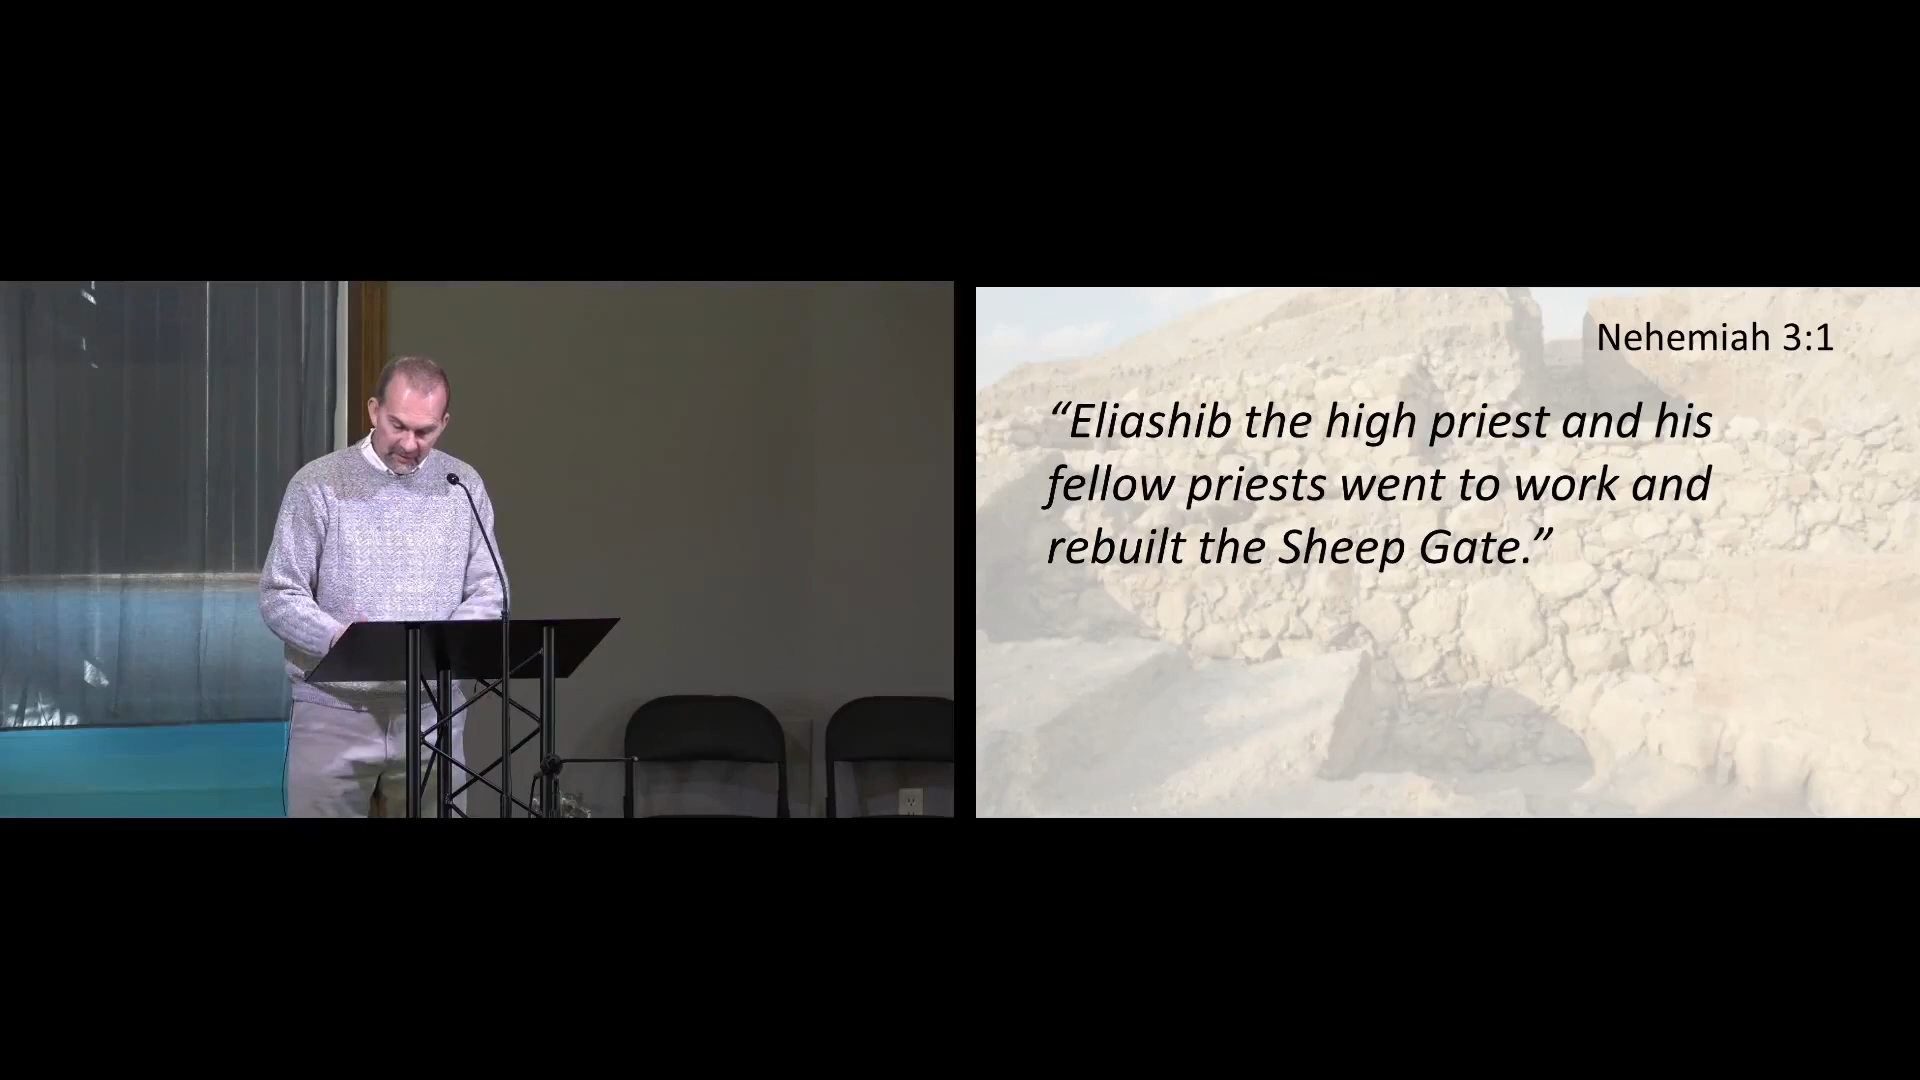 Nehemiah 3:1
“Eliashib the high priest and his
fellow priests went to work and
rebuilt the Sheep Gate.”